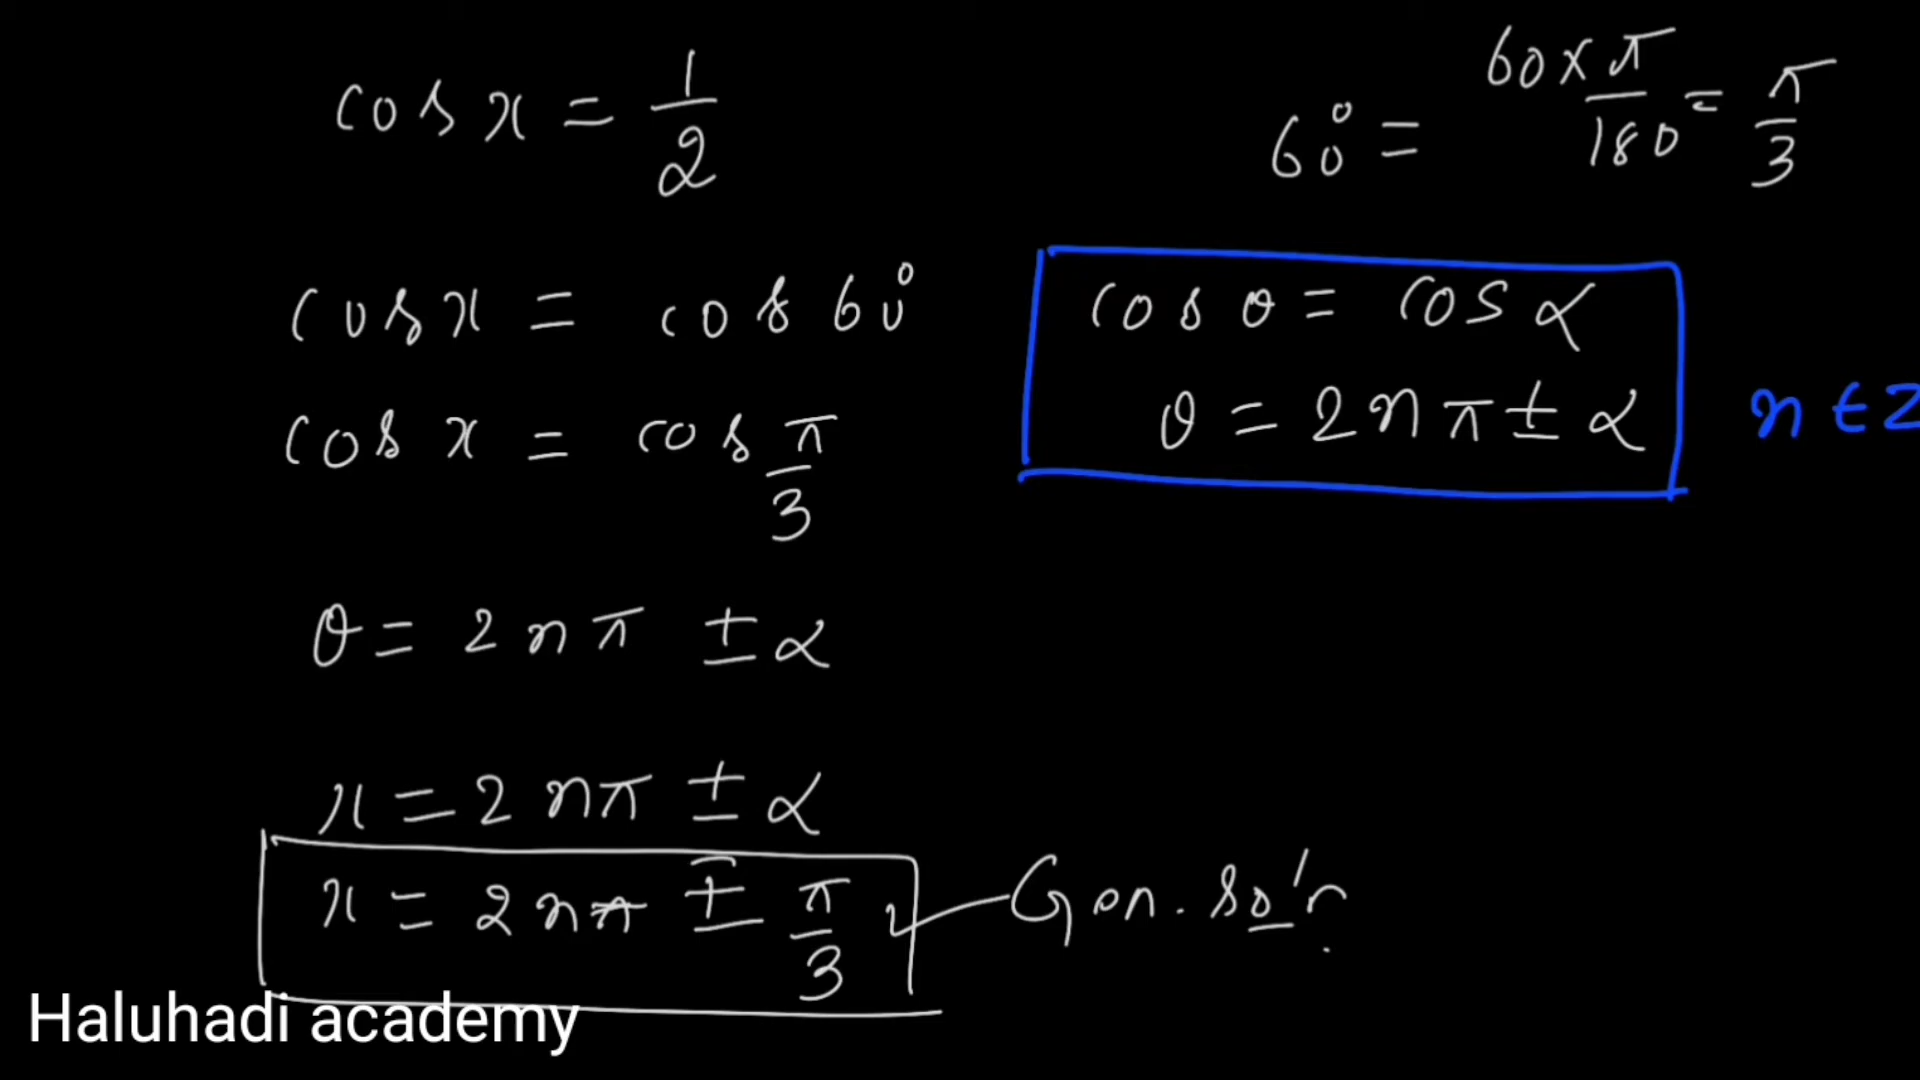 cos x = 1/2
60° = 60 × π/180 = π/3
cos x = cos 60°
cos θ = cos α
cos x = cos π/3
θ = 2nπ ± α
n ∈ Z
θ = 2nπ ± α
x = 2nπ ± α
x = 2nπ ± π/3
Gen. so'n.
Haluhadi academy